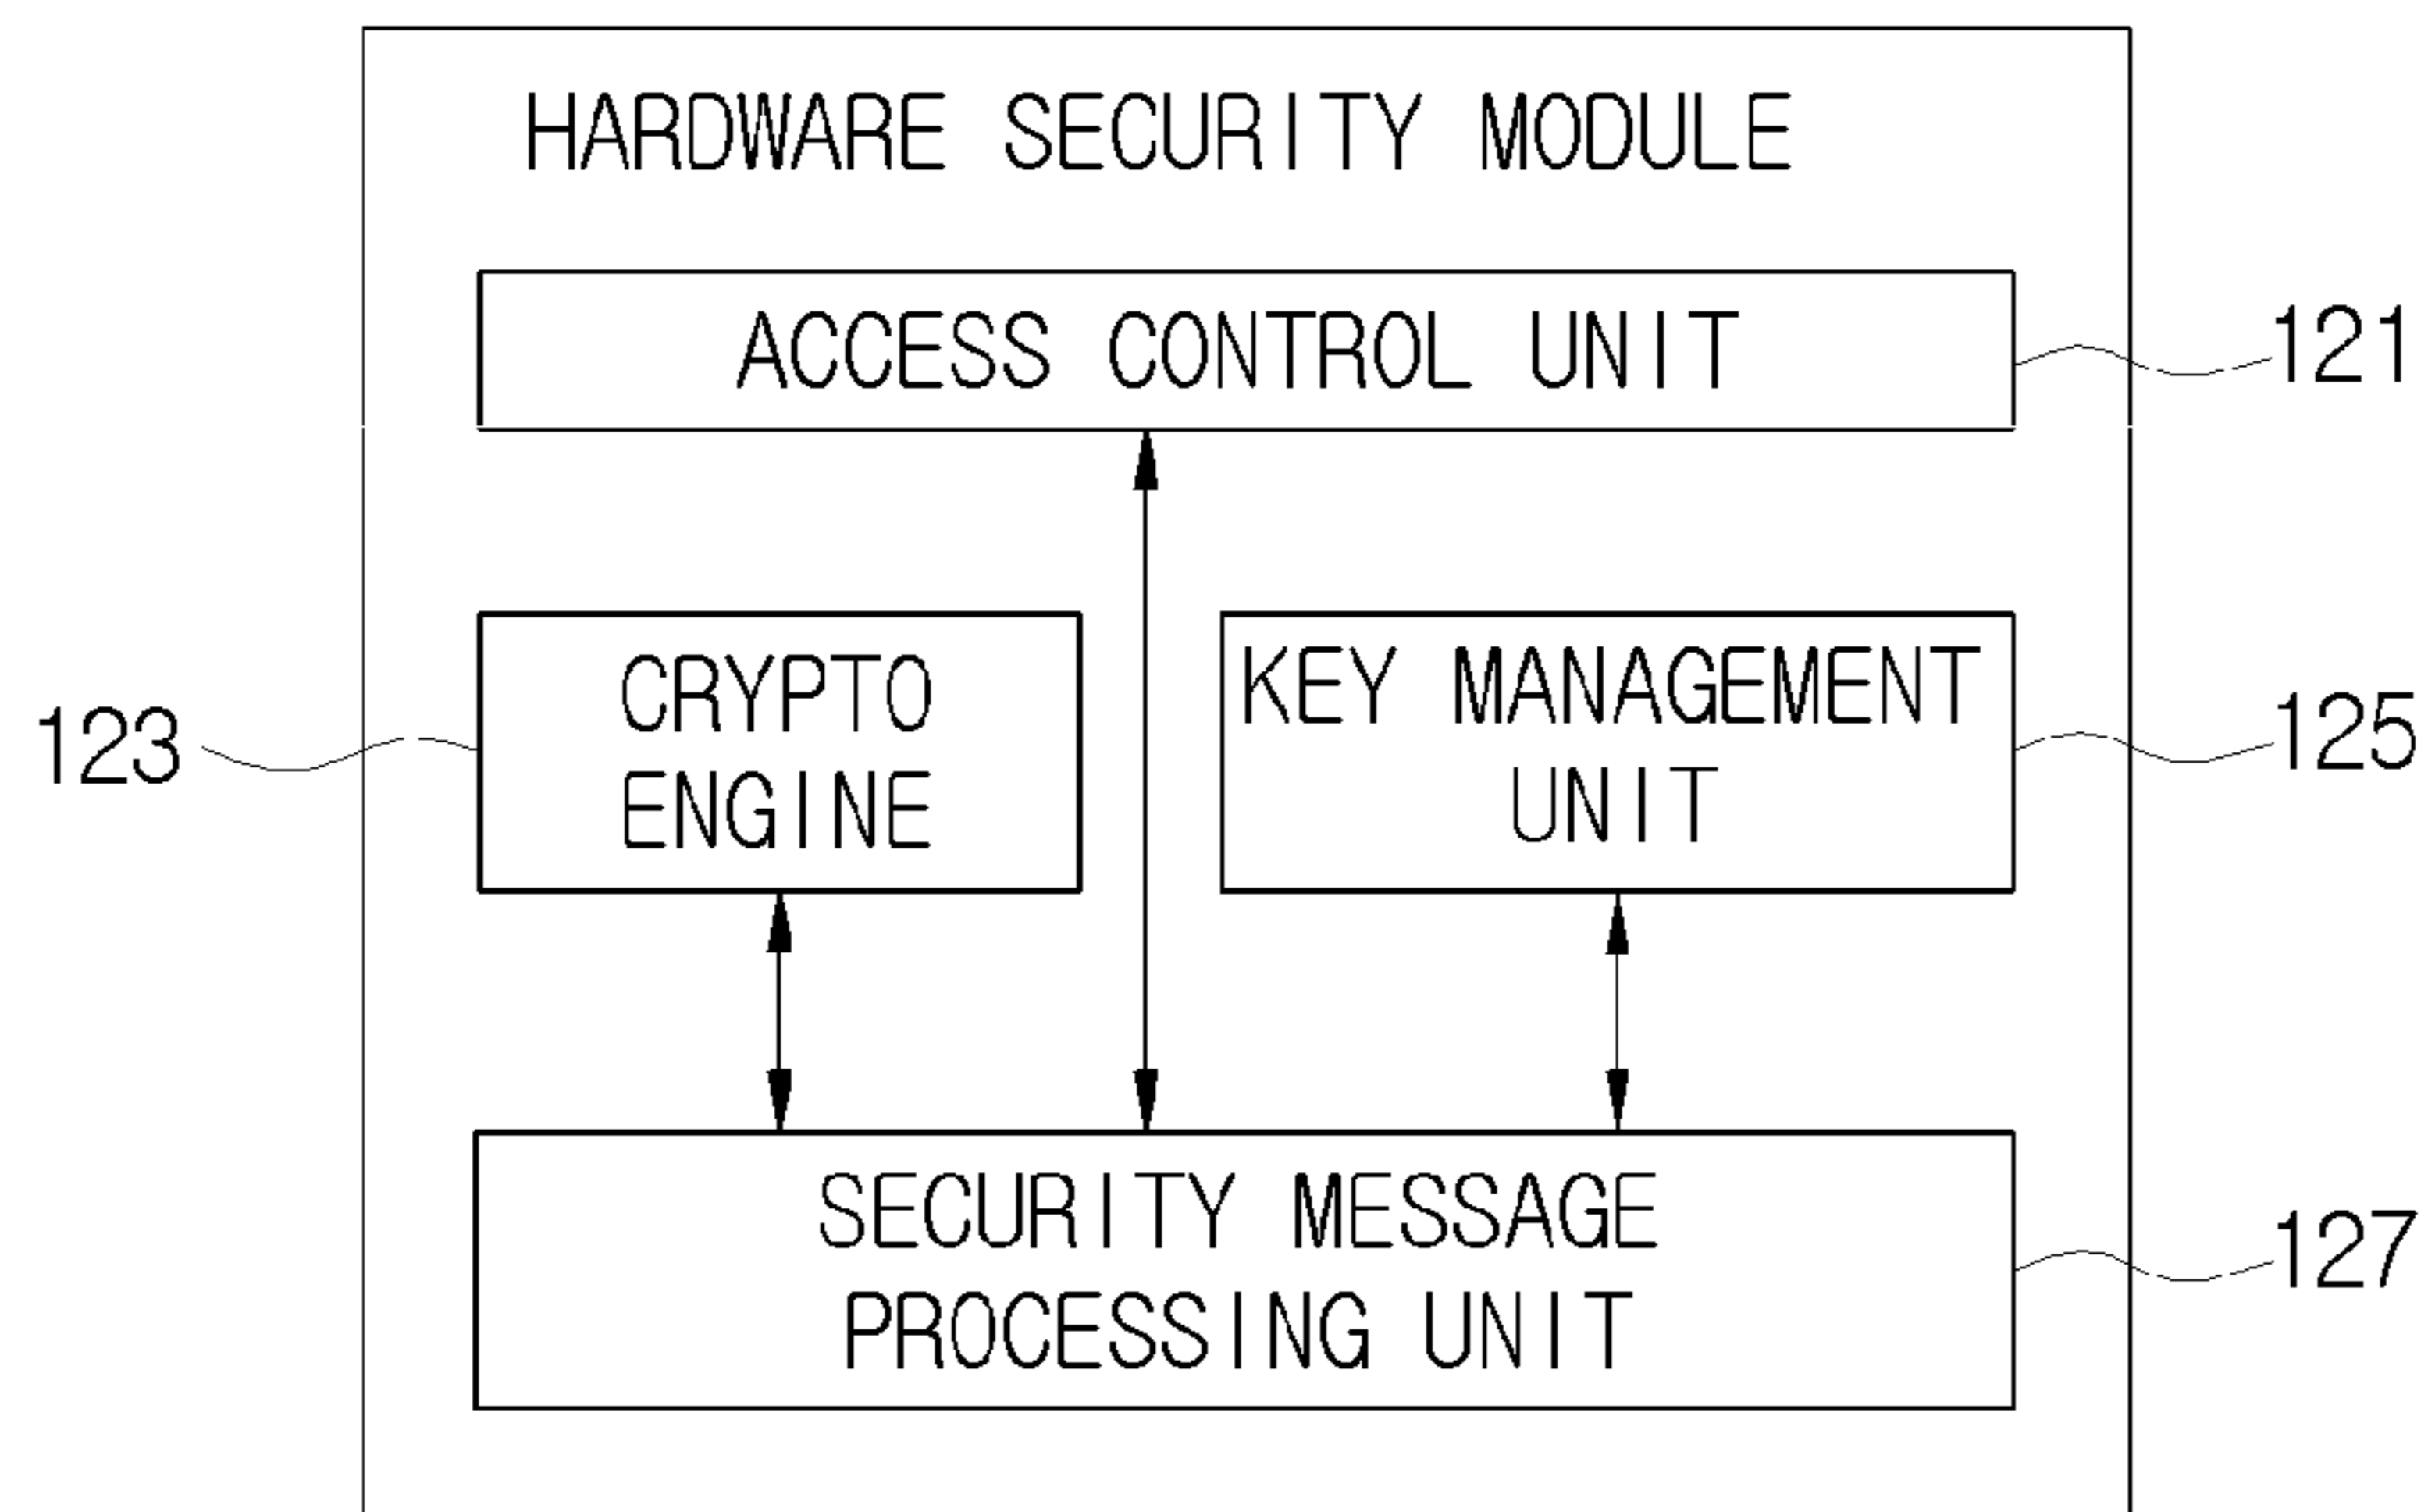 HARDWARE SECURITY MODULE
ACCESS CONTROL UNIT
121
CRYPTO
ENGINE
123
KEY MANAGEMENT
UNIT
125
SECURITY MESSAGE
PROCESSING UNIT
127